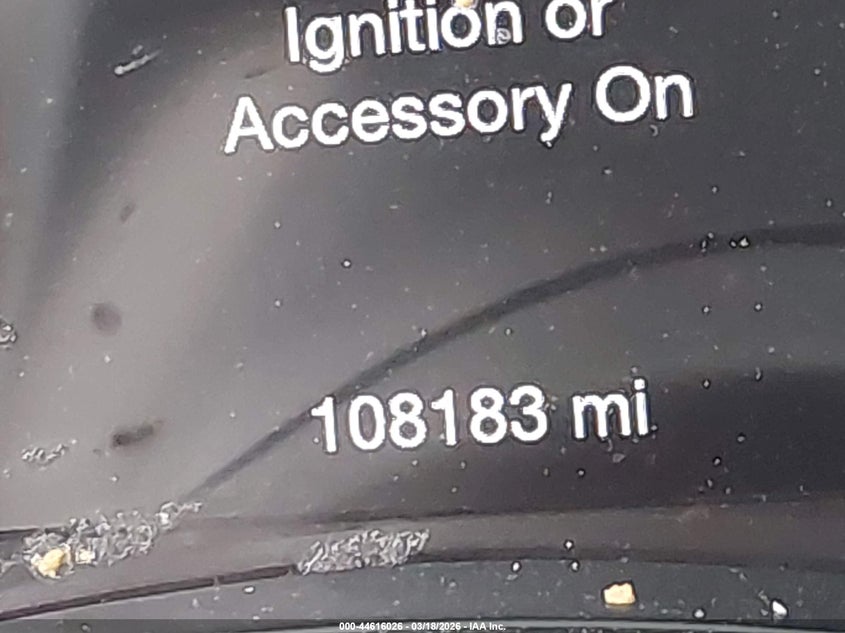 Ignition or
Accessory On
108183 mi
000-44616026 - 03/18/2026 - IAA Inc.